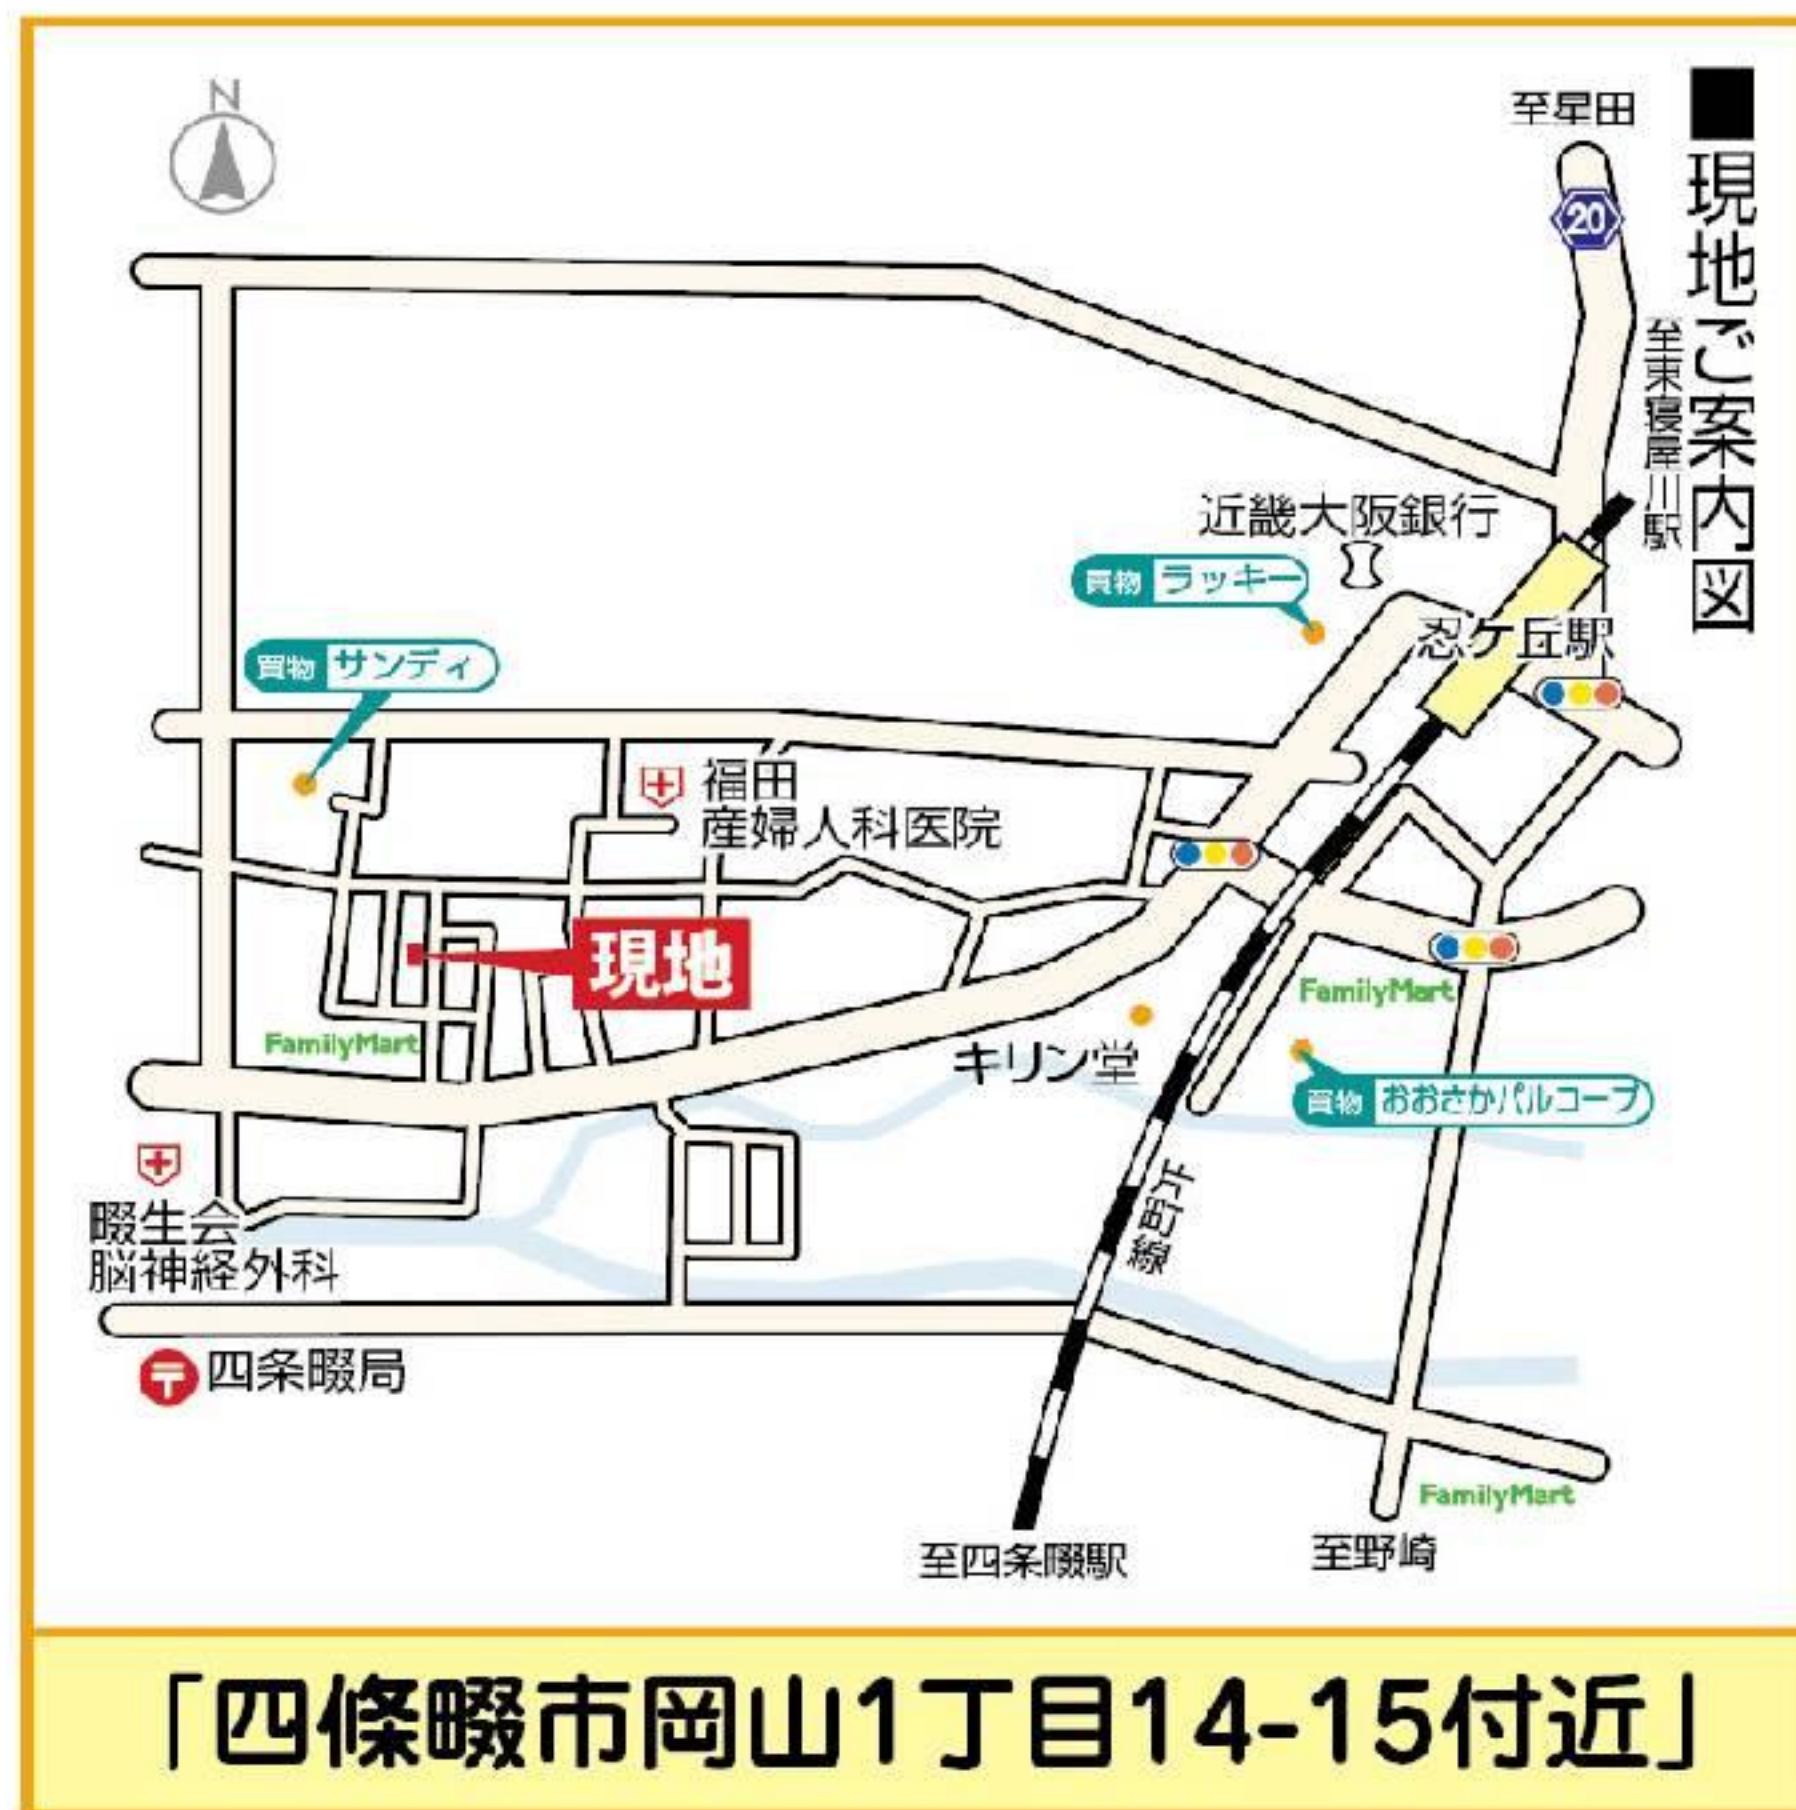 ■現地ご案内図
N
至星田
20
至東寝屋川駅
近畿大阪銀行
買物 ラッキー
忍ケ丘駅
買物 サンディ
福田
産婦人科医院
現地
FamilyMart
FamilyMart
キリン堂
買物 おおさかパルコープ
片町線
畷生会
脳神経外科
四条畷局
FamilyMart
至四条畷駅
至野崎
「四條畷市岡山1丁目14-15付近」